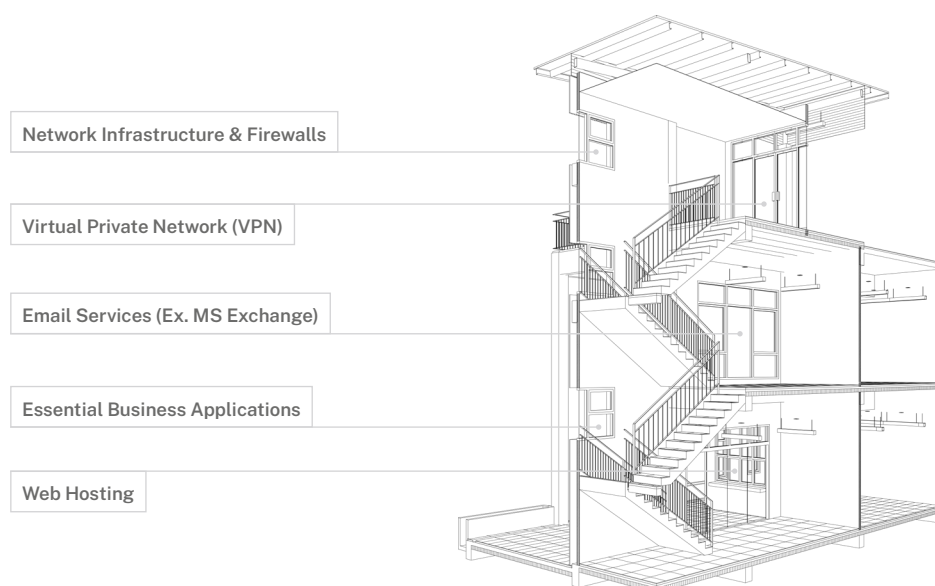 Network Infrastructure & Firewalls
Virtual Private Network (VPN)
Email Services (Ex. MS Exchange)
Essential Business Applications
Web Hosting